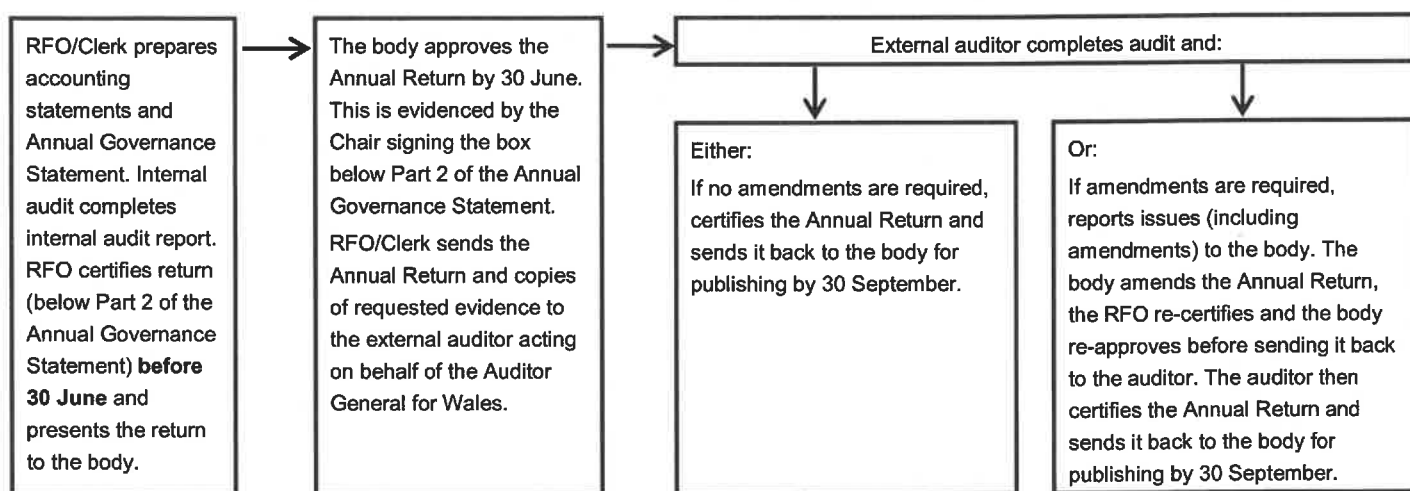 RFO/Clerk prepares
accounting
statements and
Annual Governance
Statement. Internal
audit completes
internal audit report.
RFO certifies return
(below Part 2 of the
Annual Governance
Statement) before
30 June and
presents the return
to the body.
The body approves the
Annual Return by 30 June.
This is evidenced by the
Chair signing the box
below Part 2 of the Annual
Governance Statement.
RFO/Clerk sends the
Annual Return and copies
of requested evidence to
the external auditor acting
on behalf of the Auditor
General for Wales.
External auditor completes audit and:
Either:
If no amendments are required,
certifies the Annual Return and
sends it back to the body for
publishing by 30 September.
Or:
If amendments are required,
reports issues (including
amendments) to the body. The
body amends the Annual Return,
the RFO re-certifies and the body
re-approves before sending it back
to the auditor. The auditor then
certifies the Annual Return and
sends it back to the body for
publishing by 30 September.